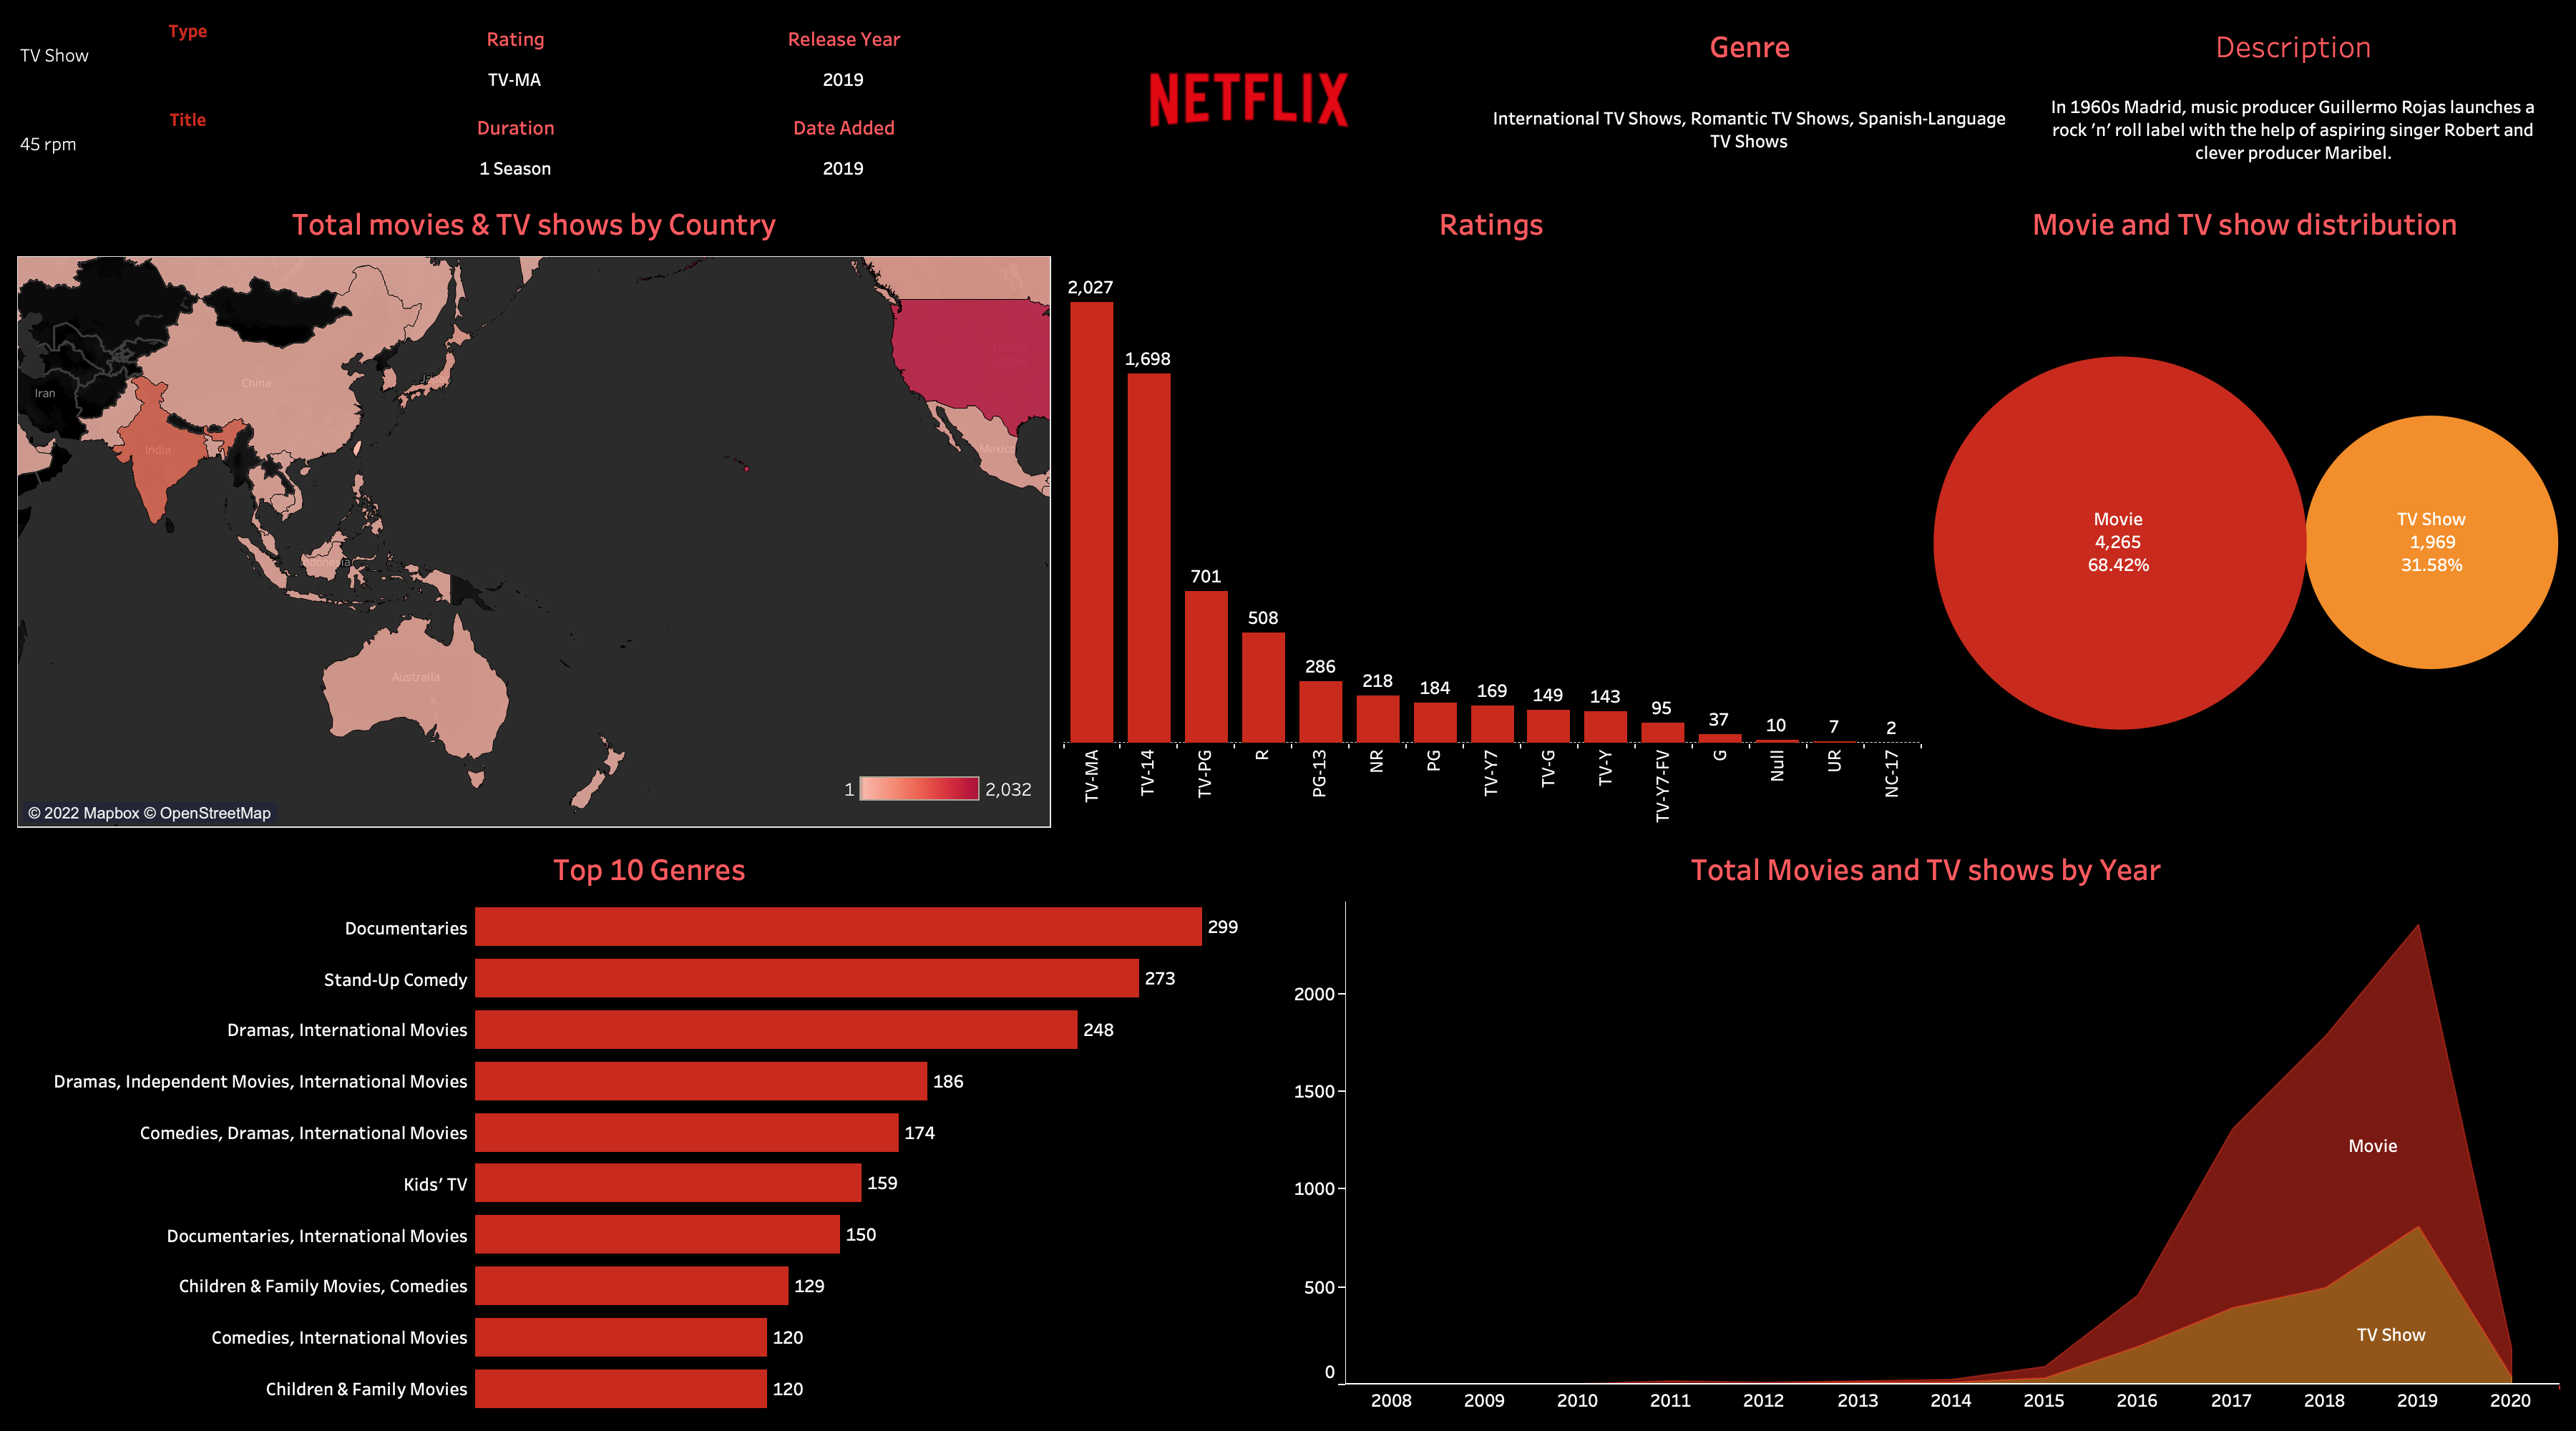 Type
TV Show
Title
45 rpm
Rating
TV-MA
Duration
1 Season
Release Year
2019
Date Added
2019
NETFLIX
Genre
International TV Shows, Romantic TV Shows, Spanish-Language
TV Shows
Description
In 1960s Madrid, music producer Guillermo Rojas launches a
rock ’n’ roll label with the help of aspiring singer Robert and
clever producer Maribel.
Total movies & TV shows by Country
China
Iran
India
Mexico
Indonesia
Australia
1
2,032
© 2022 Mapbox © OpenStreetMap
Ratings
2,027
1,698
701
508
286
218
184
169
149
143
95
37
10
7
2
TV-MA
TV-14
TV-PG
R
PG-13
NR
PG
TV-Y7
TV-G
TV-Y
TV-Y7-FV
G
Null
UR
NC-17
Movie and TV show distribution
Movie
4,265
68.42%
TV Show
1,969
31.58%
Top 10 Genres
Documentaries 299
Stand-Up Comedy 273
Dramas, International Movies 248
Dramas, Independent Movies, International Movies 186
Comedies, Dramas, International Movies 174
Kids’ TV 159
Documentaries, International Movies 150
Children & Family Movies, Comedies 129
Comedies, International Movies 120
Children & Family Movies 120
Total Movies and TV shows by Year
2000
1500
1000
500
0
Movie
TV Show
2008 2009 2010 2011 2012 2013 2014 2015 2016 2017 2018 2019 2020